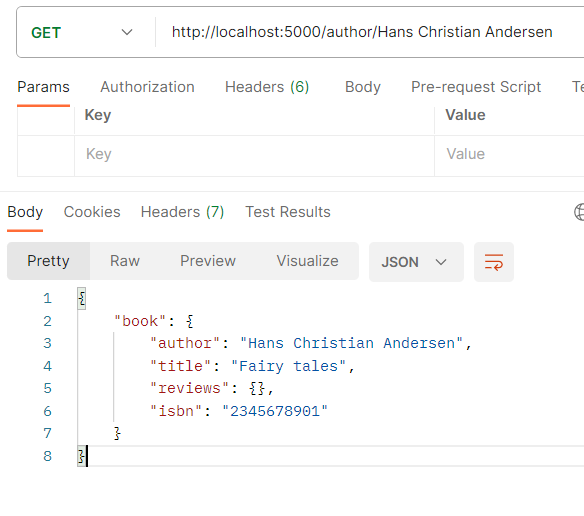 GET http://localhost:5000/author/Hans Christian Andersen
Params Authorization Headers (6) Body Pre-request Script
Key Value
Key Value
Body Cookies Headers (7) Test Results
Pretty Raw Preview Visualize JSON
1 {
2 "book": {
3 "author": "Hans Christian Andersen",
4 "title": "Fairy tales",
5 "reviews": {},
6 "isbn": "2345678901"
7 }
8 }